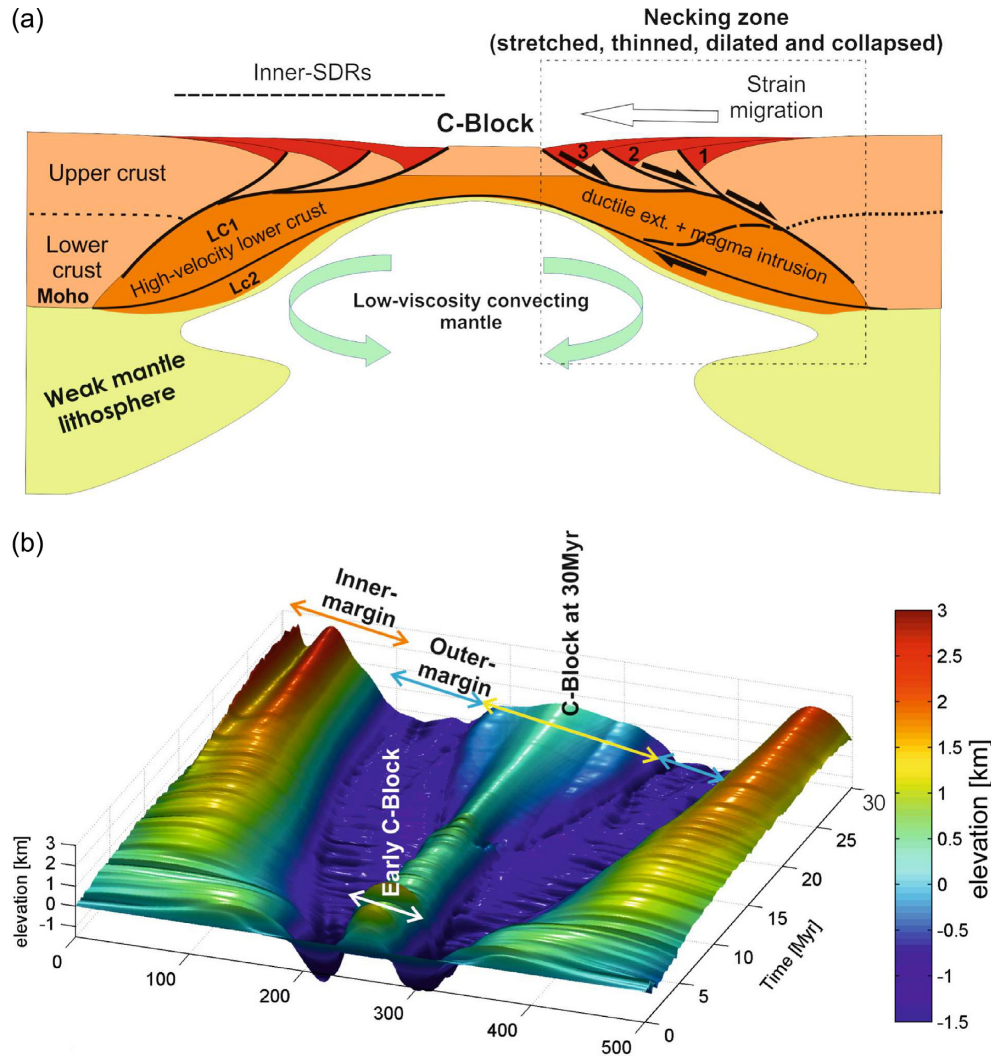 (a)
Necking zone
(stretched, thinned, dilated and collapsed)
Inner-SDRs
Strain
migration
C-Block
3
2
1
Upper crust
Lower
crust
Moho
LC1
High-velocity lower crust
Lc2
ductile ext. + magma intrusion
Low-viscosity convecting
mantle
Weak mantle
lithosphere
(b)
Inner-
margin
Outer-
margin
C-Block at 30Myr
Early C-Block
elevation [km]
3
2
1
0
-1
0
100
200
300
400
500
0
5
10
15
20
25
30
Time [Myr]
3
2.5
2
1.5
1
0.5
0
-0.5
-1
-1.5
elevation [km]